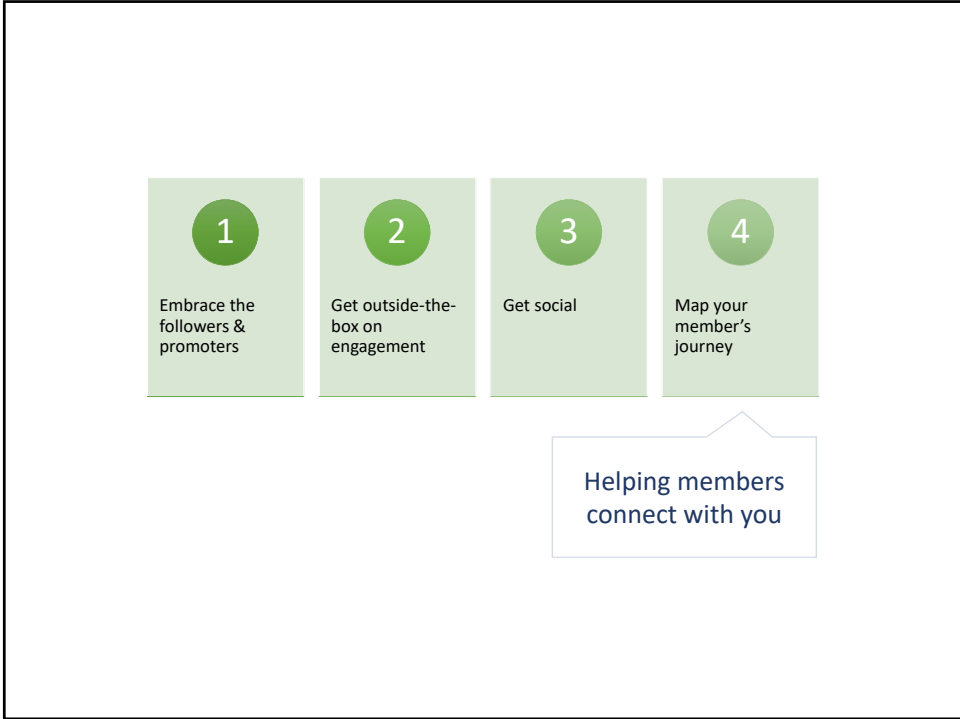 1
Embrace the
followers &
promoters
2
Get outside-the-
box on
engagement
3
Get social
4
Map your
member’s
journey
Helping members
connect with you